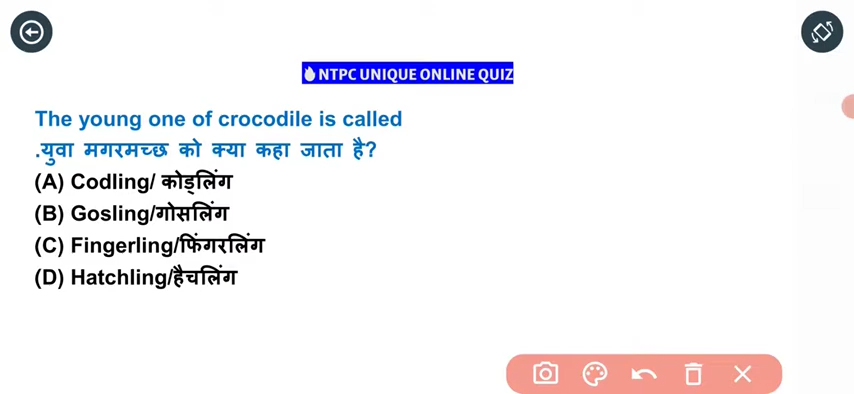 🔥 NTPC UNIQUE ONLINE QUIZ
The young one of crocodile is called
.युवा मगरमच्छ को क्या कहा जाता है?
(A) Codling/ कोड्लिंग
(B) Gosling/गोसलिंग
(C) Fingerling/फिंगरलिंग
(D) Hatchling/हैचलिंग